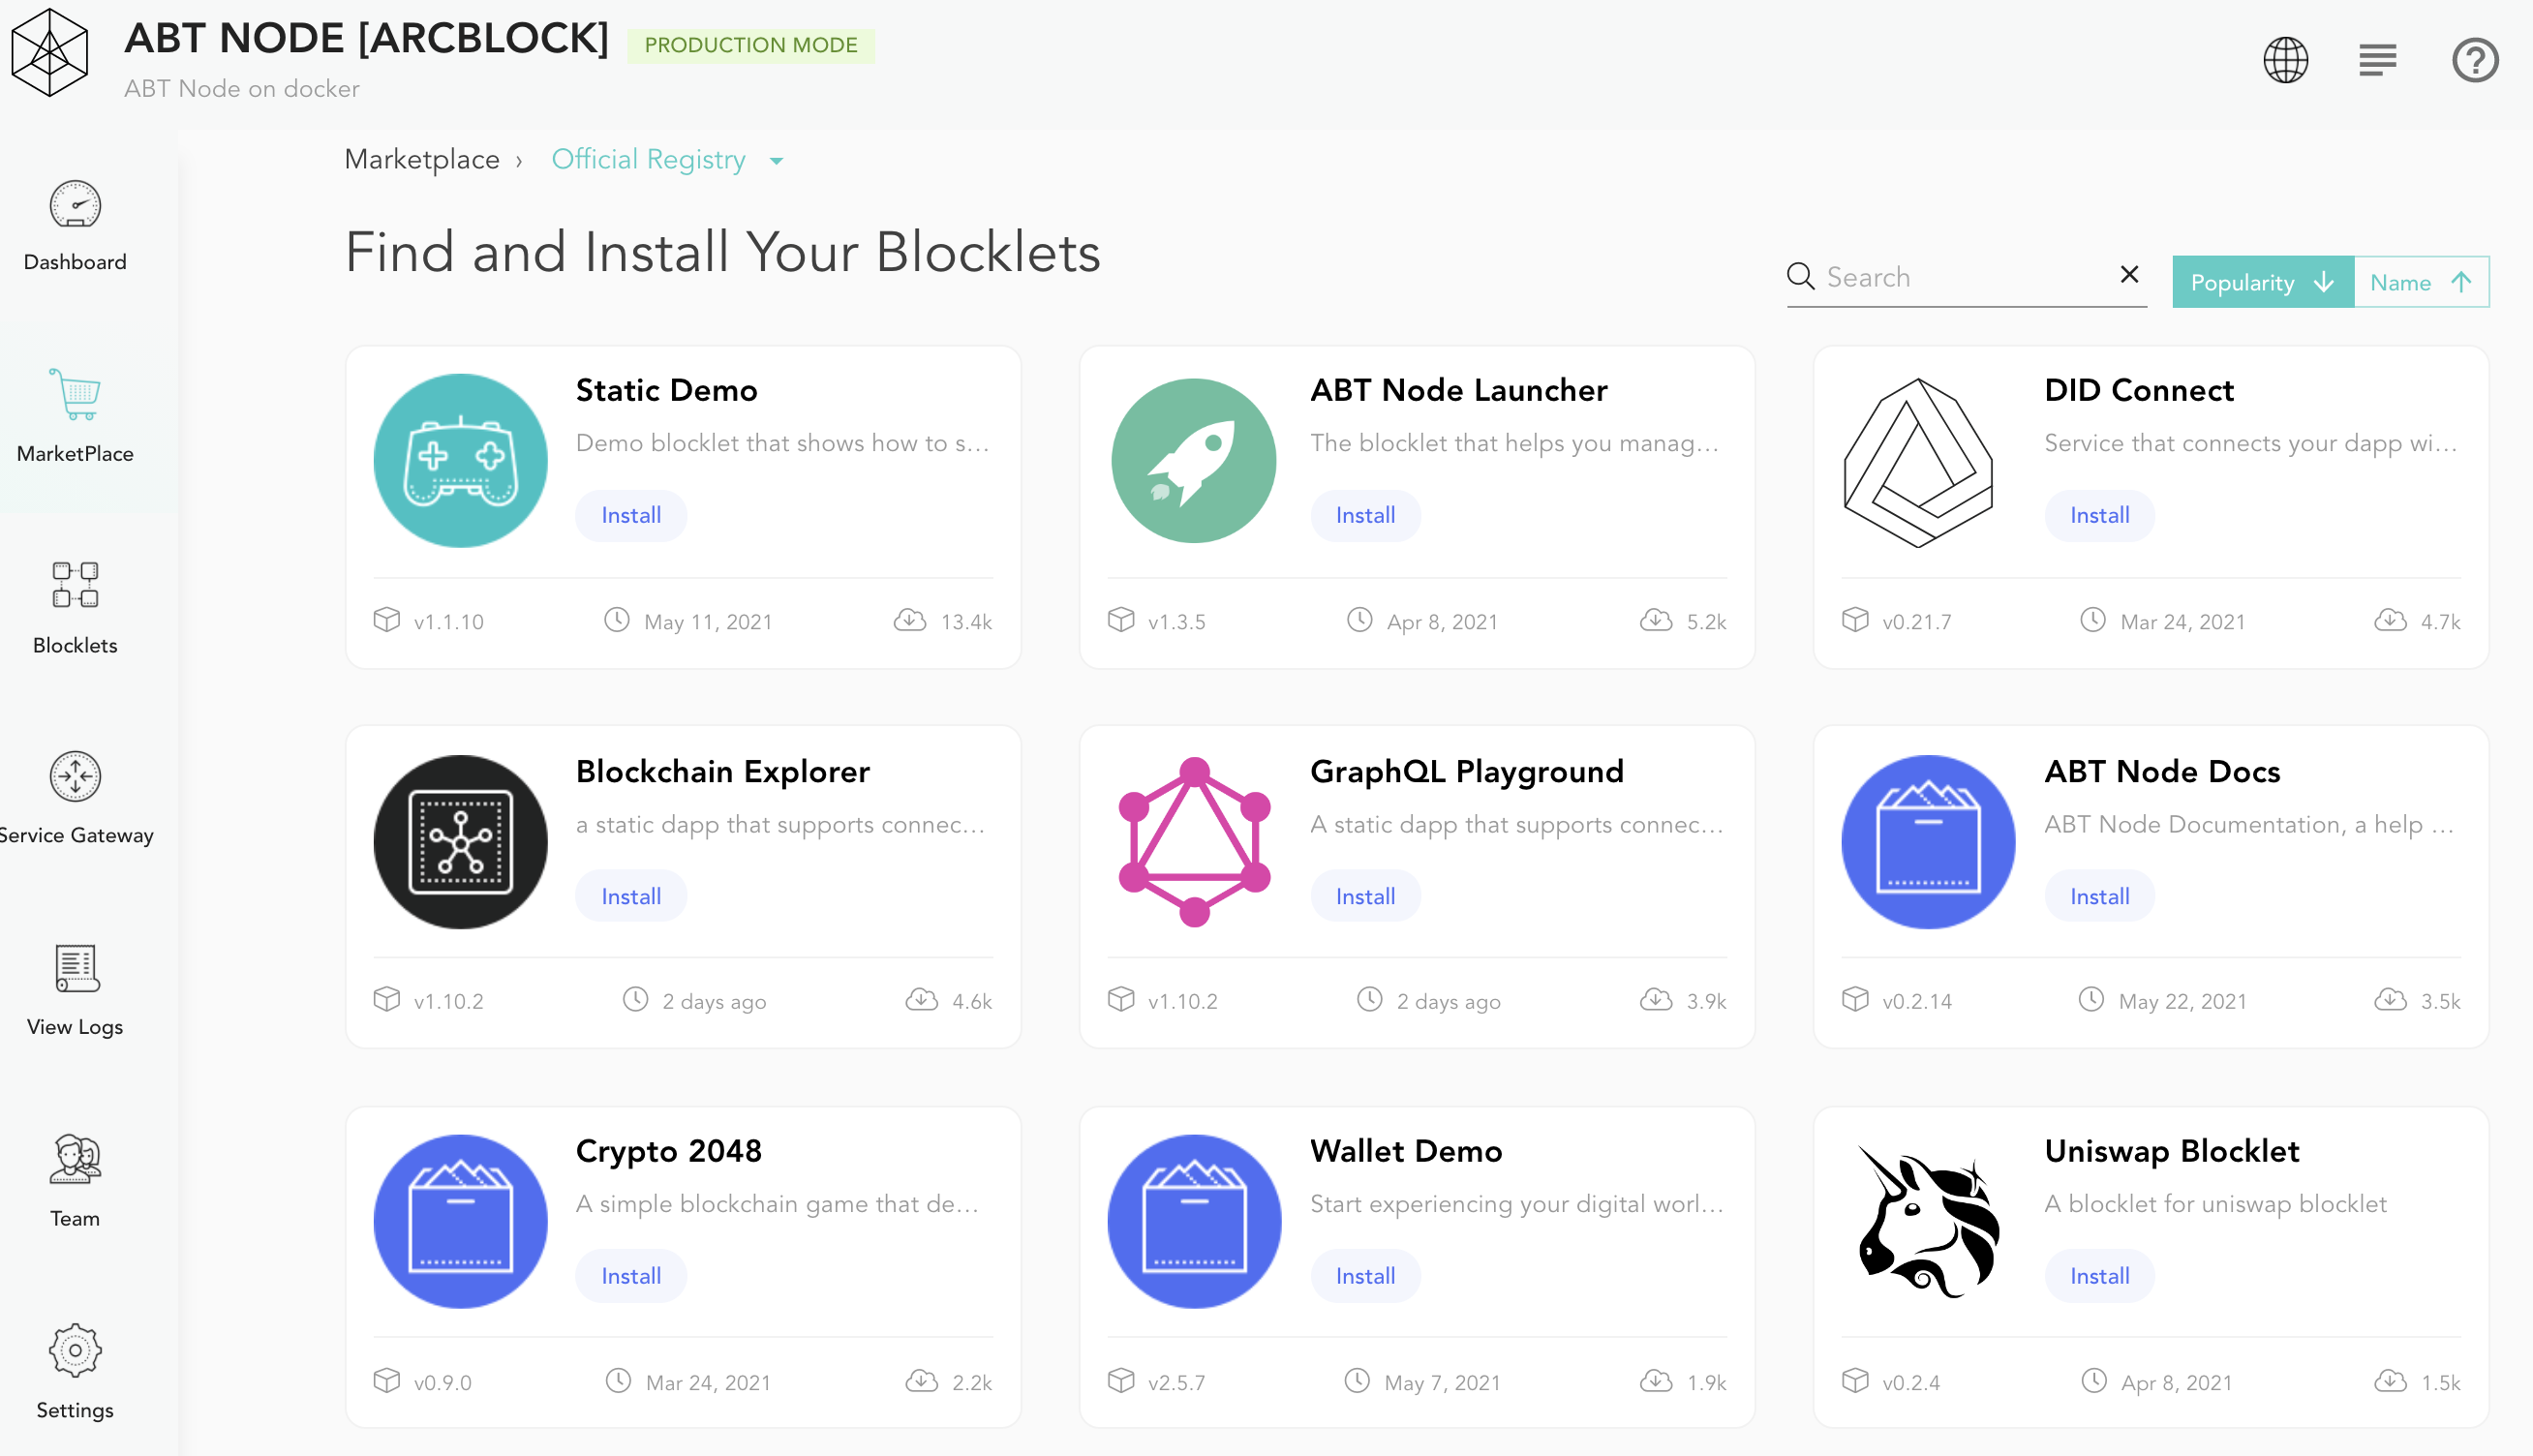 ABT NODE [ARCBLOCK] PRODUCTION MODE
ABT Node on docker
Dashboard
MarketPlace
Blocklets
Service Gateway
View Logs
Team
Settings
Marketplace › Official Registry
Find and Install Your Blocklets
Search
Popularity
Name
Static Demo
Demo blocklet that shows how to s...
Install
v1.1.10 May 11, 2021 13.4k
ABT Node Launcher
The blocklet that helps you manag...
Install
v1.3.5 Apr 8, 2021 5.2k
DID Connect
Service that connects your dapp wi...
Install
v0.21.7 Mar 24, 2021 4.7k
Blockchain Explorer
a static dapp that supports connec...
Install
v1.10.2 2 days ago 4.6k
GraphQL Playground
A static dapp that supports connec...
Install
v1.10.2 2 days ago 3.9k
ABT Node Docs
ABT Node Documentation, a help ...
Install
v0.2.14 May 22, 2021 3.5k
Crypto 2048
A simple blockchain game that de...
Install
v0.9.0 Mar 24, 2021 2.2k
Wallet Demo
Start experiencing your digital worl...
Install
v2.5.7 May 7, 2021 1.9k
Uniswap Blocklet
A blocklet for uniswap blocklet
Install
v0.2.4 Apr 8, 2021 1.5k